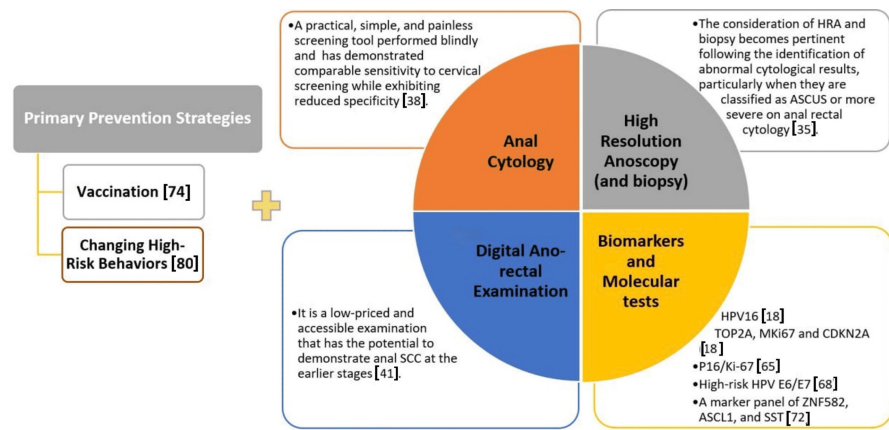 Primary Prevention Strategies
Vaccination [74]
Changing High-
Risk Behaviors [80]
•A practical, simple, and painless
screening tool performed blindly
and has demonstrated
comparable sensitivity to cervical
screening while exhibiting
reduced specificity [38].
Anal
Cytology
High
Resolution
Anoscopy
(and biopsy)
•The consideration of HRA and
biopsy becomes pertinent
following the identification of
abnormal cytological results,
particularly when they are
classified as ASCUS or more
severe on anal rectal
cytology [35].
•It is a low-priced and
accessible examination
that has the potential to
demonstrate anal SCC at the
earlier stages [41].
Digital Ano-
rectal
Examination
Biomarkers
and
Molecular
tests
HPV16 [18]
TOP2A, MKi67 and CDKN2A
[18]
•P16/Ki-67 [65]
•High-risk HPV E6/E7 [68]
•A marker panel of ZNF582,
ASCL1, and SST [72]